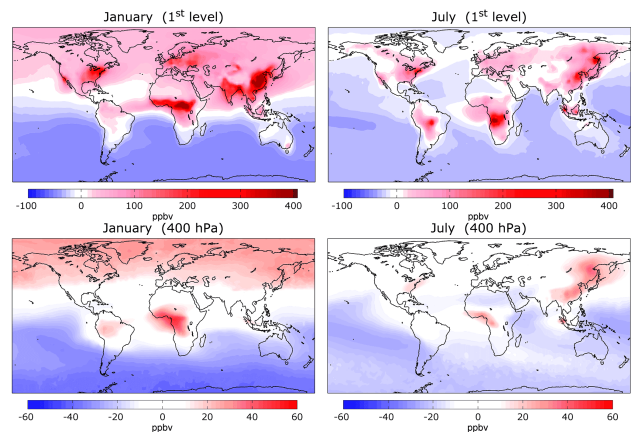 January (1st level)
July (1st level)
-100 0 100 200 300 400
ppbv
-100 0 100 200 300 400
ppbv
January (400 hPa)
July (400 hPa)
-60 -40 -20 0 20 40 60
ppbv
-60 -40 -20 0 20 40 60
ppbv